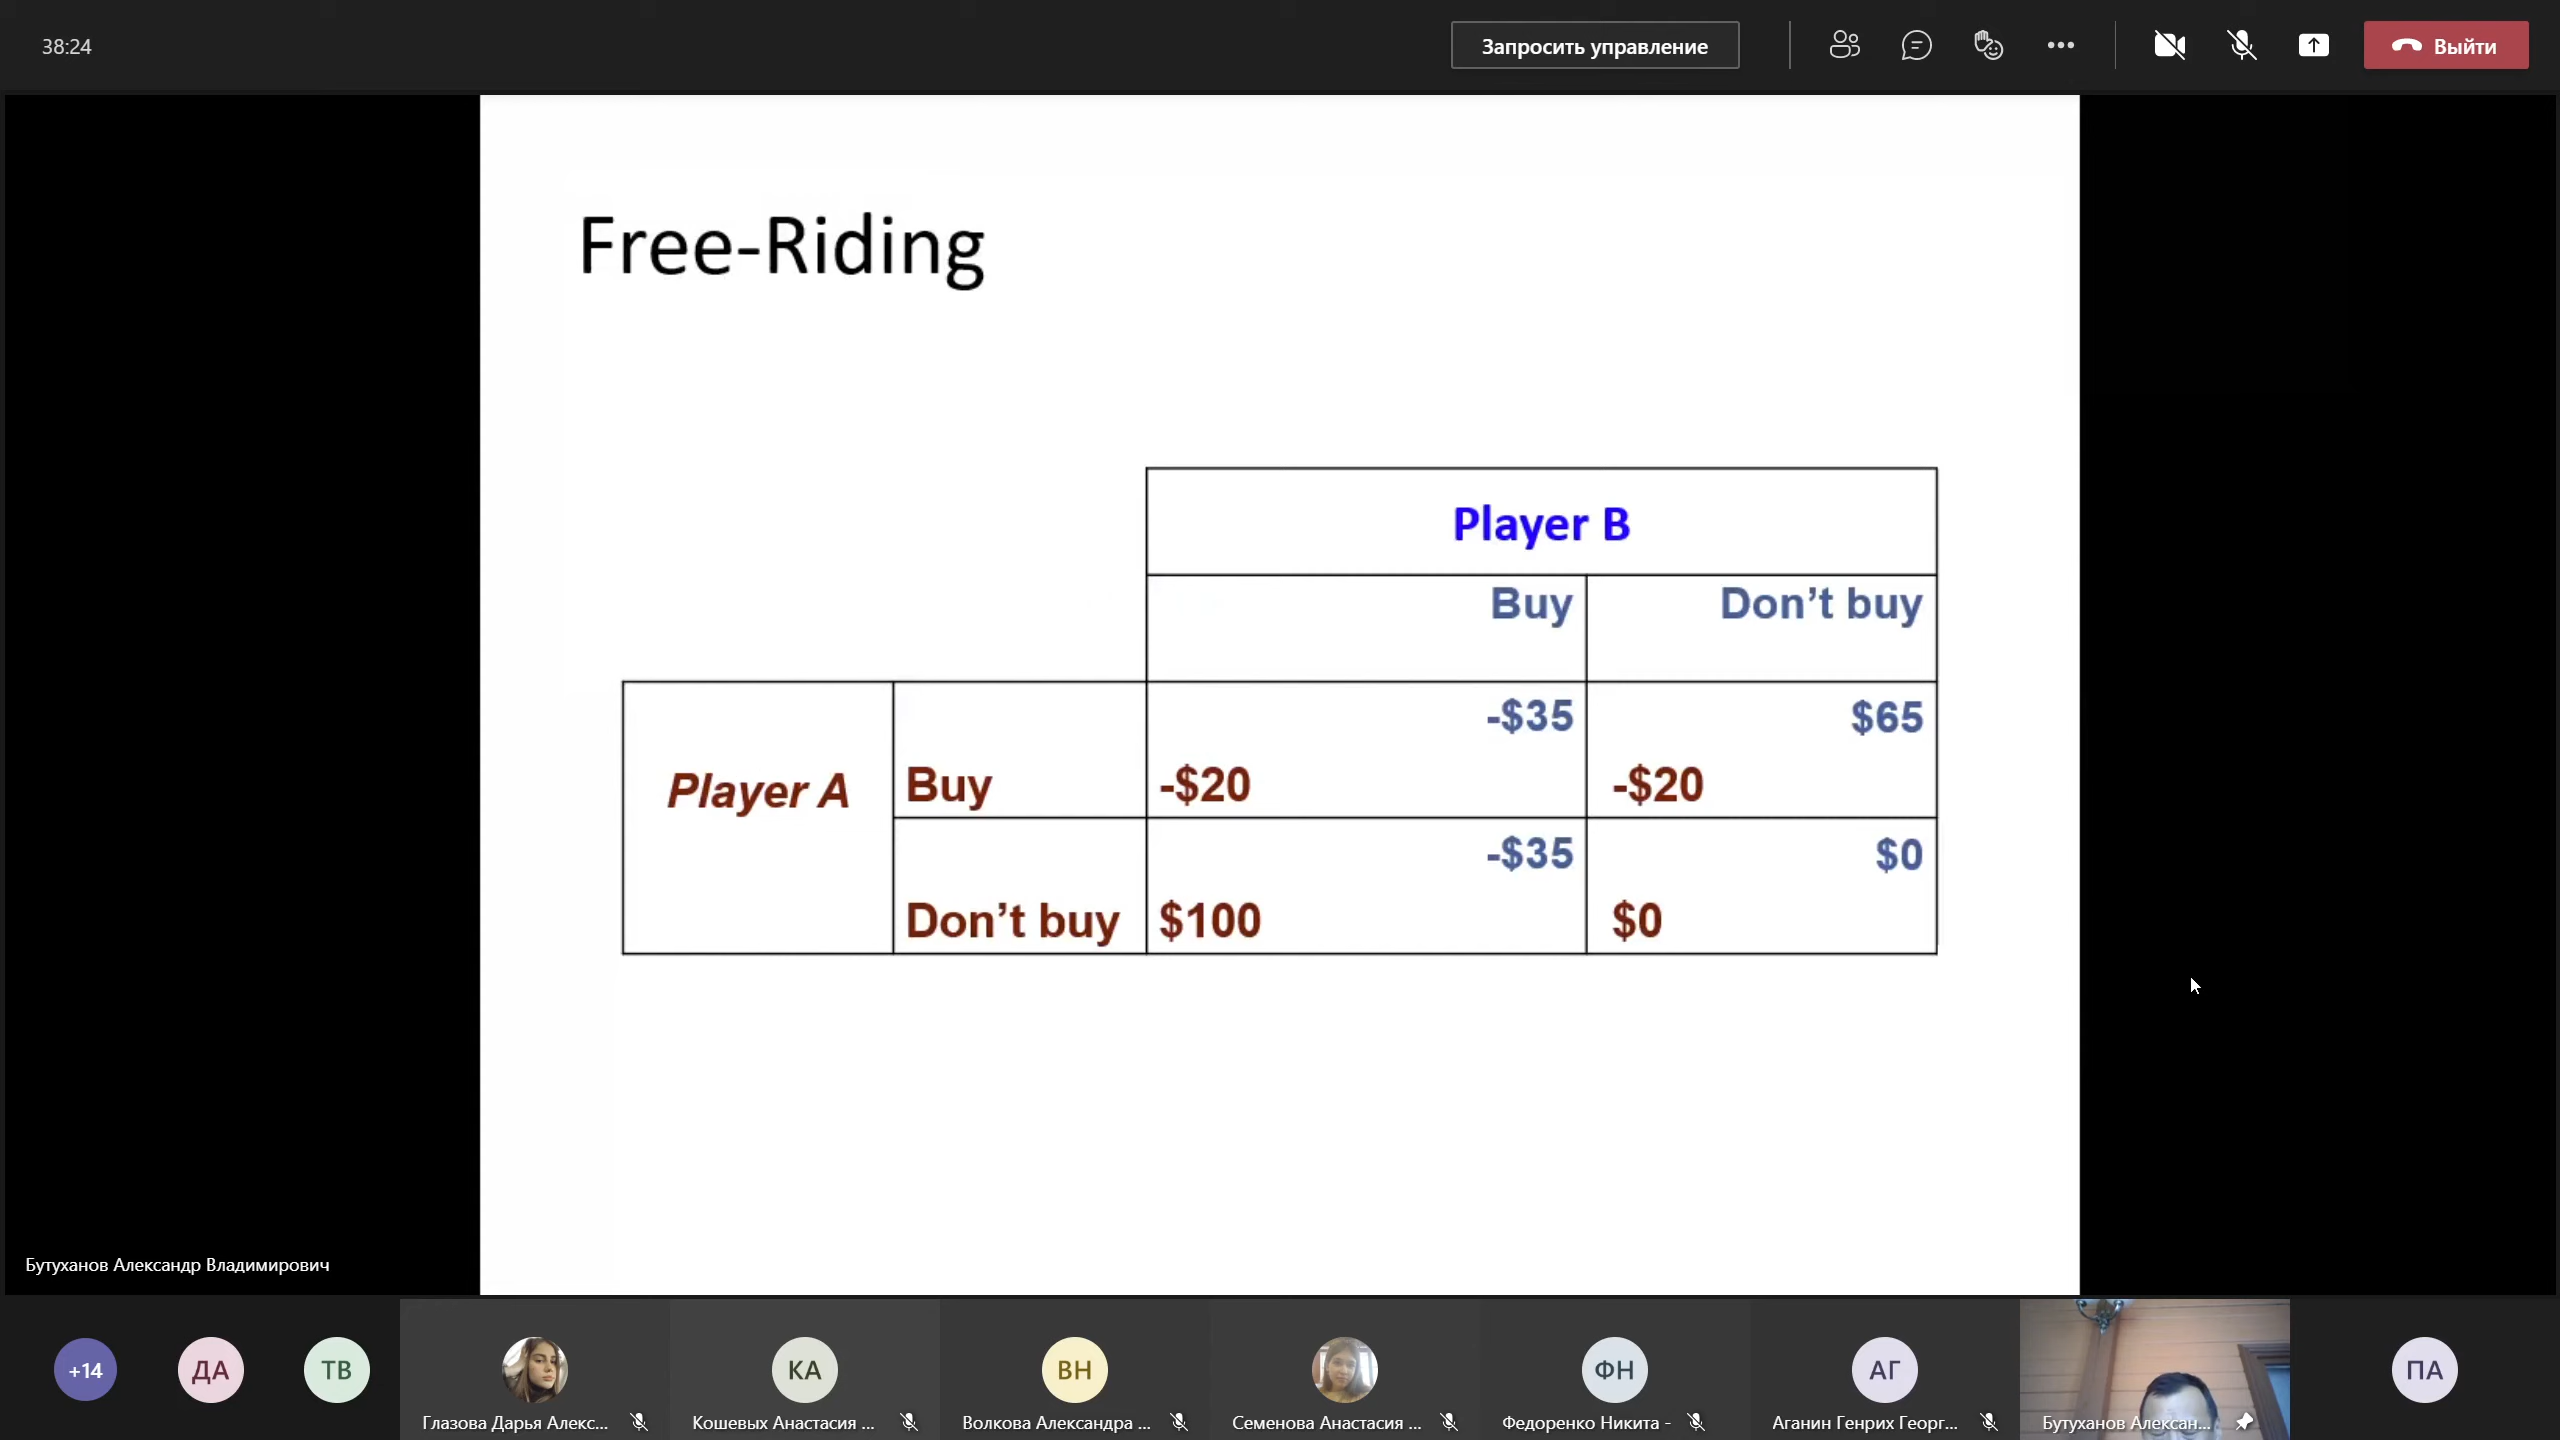 38:24
Запросить управление
Выйти
Free-Riding
Player B
Buy
Don’t buy
-$35
$65
Player A
Buy
-$20
-$20
-$35
$0
Don’t buy
$100
$0
Бутуханов Александр Владимирович
+14
ДА
ТВ
КА
ВН
ФН
АГ
ПА
Глазова Дарья Алекс...
Кошевых Анастасия ...
Волкова Александра ...
Семенова Анастасия ...
Федоренко Никита -
Аганин Генрих Георг...
Бутуханов Алексан...